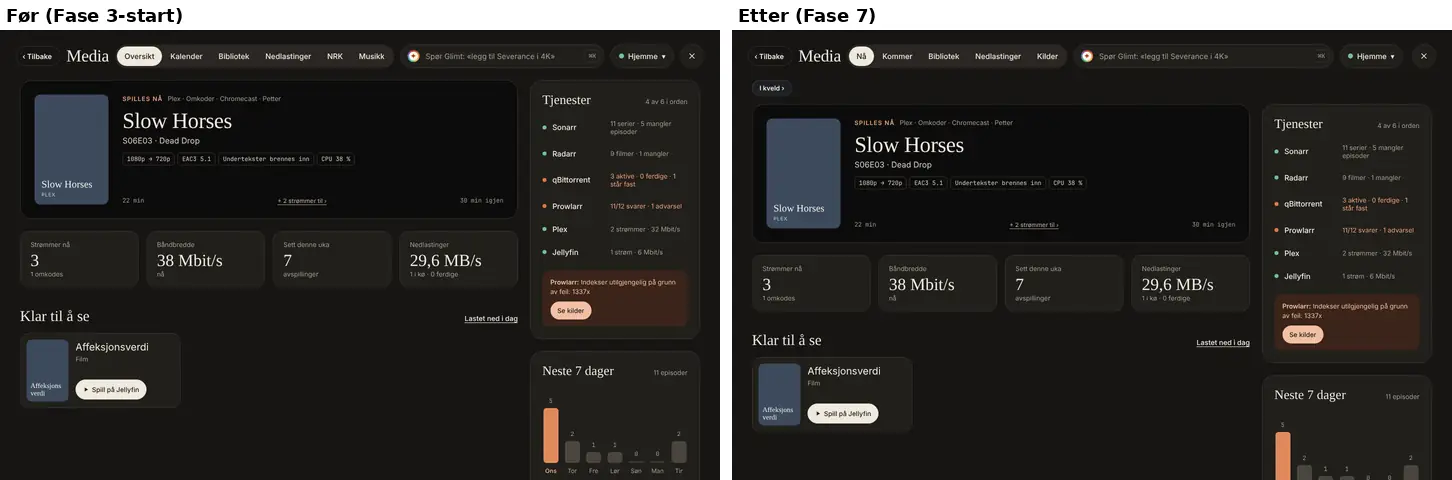 Før (Fase 3-start)
‹ Tilbake
Media
Oversikt
Kalender
Bibliotek
Nedlastinger
NRK
Musikk
Spør Glimt: «legg til Severance i 4K»
⌘K
Hjemme ▾
×
SPILLES NÅ Plex · Omkoder · Chromecast · Petter
Slow Horses
S06E03 · Dead Drop
1080p → 720p
EAC3 5.1
Undertekster brennes inn
CPU 38 %
Slow Horses
PLEX
22 min
+ 2 strømmer til ›
30 min igjen
Strømmer nå
3
1 omkodes
Båndbredde
38 Mbit/s
nå
Sett denne uka
7
avspillinger
Nedlastinger
29,6 MB/s
1 i kø · 0 ferdige
Klar til å se
Lastet ned i dag
Affeksjons
verdi
Affeksjonsverdi
Film
▶ Spill på Jellyfin
Tjenester
4 av 6 i orden
Sonarr
11 serier · 5 mangler
episoder
Radarr
9 filmer · 1 mangler
qBittorrent
3 aktive · 0 ferdige · 1
står fast
Prowlarr
11/12 svarer · 1 advarsel
Plex
2 strømmer · 32 Mbit/s
Jellyfin
1 strøm · 6 Mbit/s
Prowlarr: Indekser utilgjengelig på grunn
av feil: 1337x
Se kilder
Neste 7 dager
11 episoder
5
2
1
1
0
0
2
Ons
Tor
Fre
Lør
Søn
Man
Tir
Etter (Fase 7)
‹ Tilbake
Media
Nå
Kommer
Bibliotek
Nedlastinger
Kilder
Spør Glimt: «legg til Severance i 4K»
⌘K
Hjemme ▾
×
I kveld ›
SPILLES NÅ Plex · Omkoder · Chromecast · Petter
Slow Horses
S06E03 · Dead Drop
1080p → 720p
EAC3 5.1
Undertekster brennes inn
CPU 38 %
Slow Horses
PLEX
22 min
+ 2 strømmer til ›
30 min igjen
Strømmer nå
3
1 omkodes
Båndbredde
38 Mbit/s
nå
Sett denne uka
7
avspillinger
Nedlastinger
29,6 MB/s
1 i kø · 0 ferdige
Klar til å se
Lastet ned i dag
Affeksjons
verdi
Affeksjonsverdi
Film
▶ Spill på Jellyfin
Tjenester
4 av 6 i orden
Sonarr
11 serier · 5 mangler
episoder
Radarr
9 filmer · 1 mangler
qBittorrent
3 aktive · 0 ferdige · 1
står fast
Prowlarr
11/12 svarer · 1 advarsel
Plex
2 strømmer · 32 Mbit/s
Jellyfin
1 strøm · 6 Mbit/s
Prowlarr: Indekser utilgjengelig på grunn
av feil: 1337x
Se kilder
Neste 7 dager
11 episoder
5
2
1
1
0
0
2